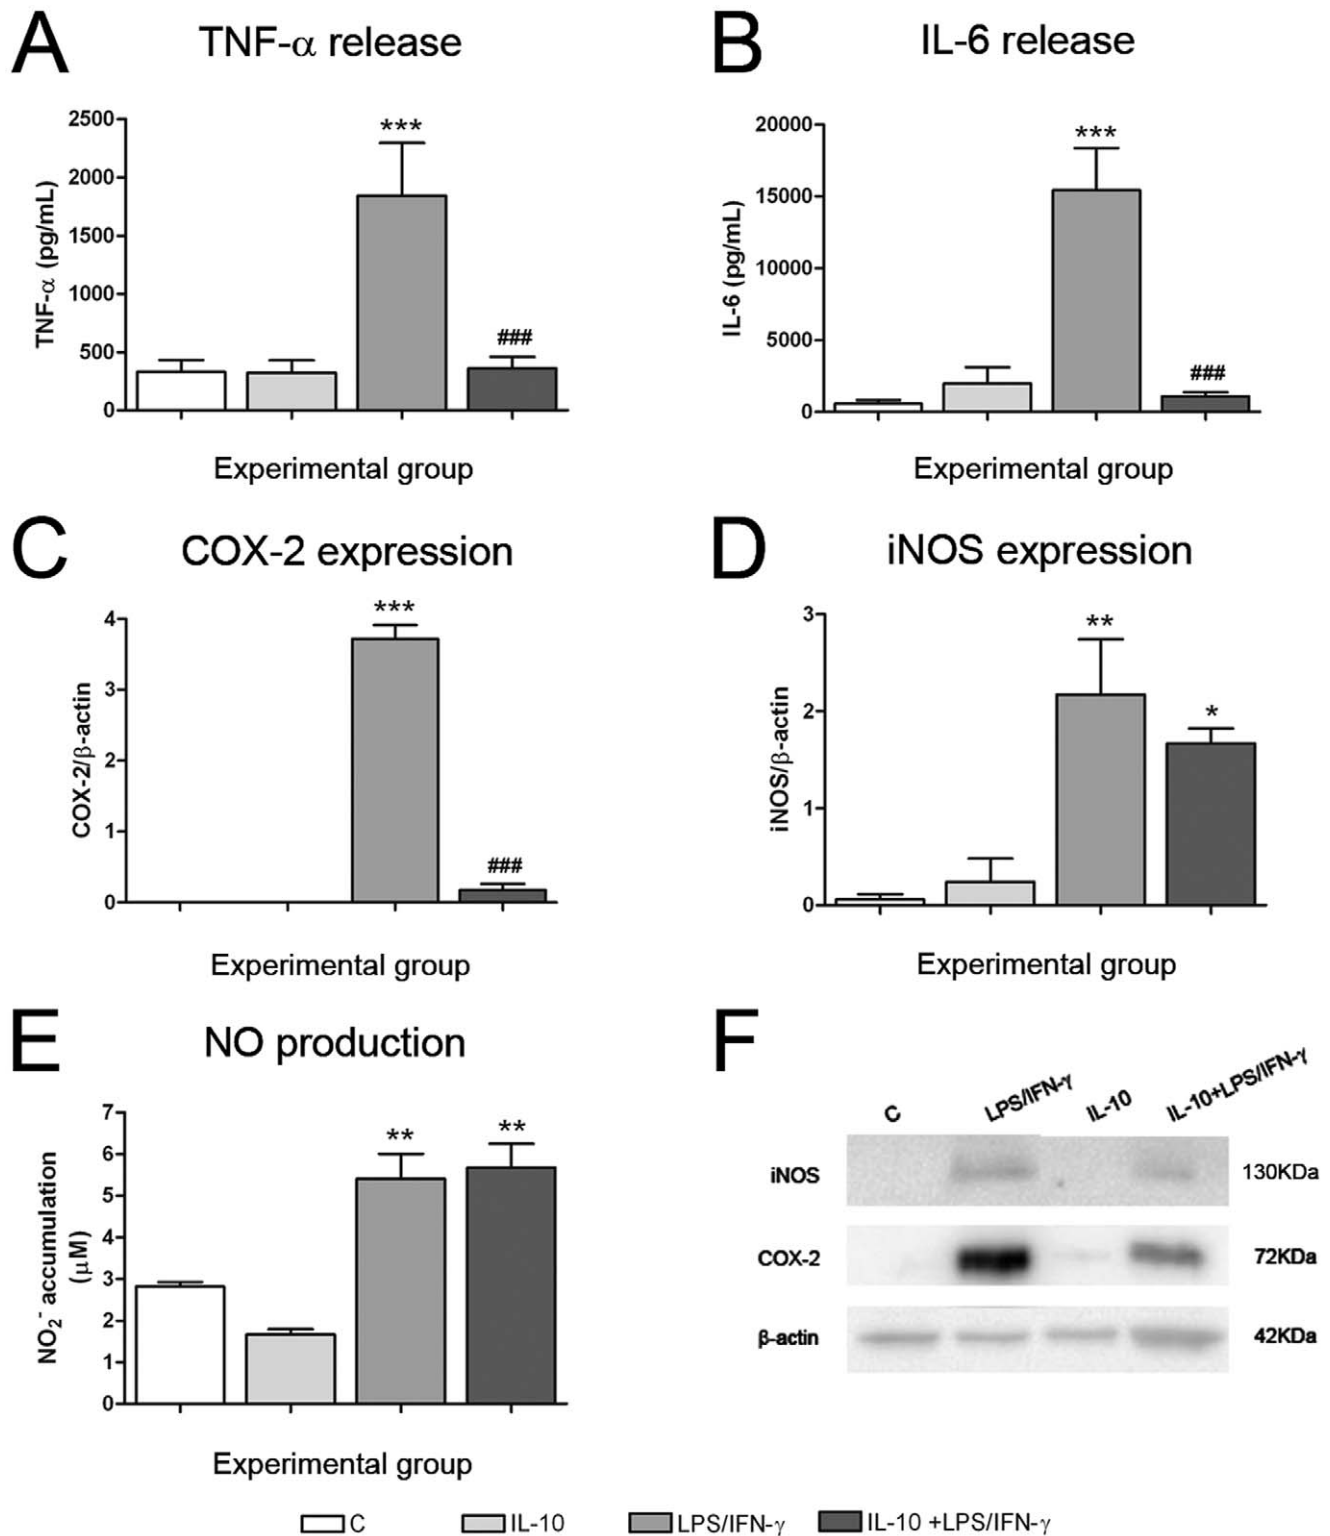 A
TNF-α release
2500
2000
1500
1000
500
0
TNF-α (pg/mL)
***
###
Experimental group
B
IL-6 release
20000
15000
10000
5000
0
IL-6 (pg/mL)
***
###
Experimental group
C
COX-2 expression
4
3
2
1
0
COX-2/β-actin
***
###
Experimental group
D
iNOS expression
3
2
1
0
iNOS/β-actin
**
*
Experimental group
E
NO production
7
6
5
4
3
2
1
0
NO₂⁻ accumulation
(μM)
**
**
Experimental group
F
C LPS/IFN-γ IL-10 IL-10+LPS/IFN-γ
iNOS 130KDa
COX-2 72KDa
β-actin 42KDa
C IL-10 LPS/IFN-γ IL-10 +LPS/IFN-γ